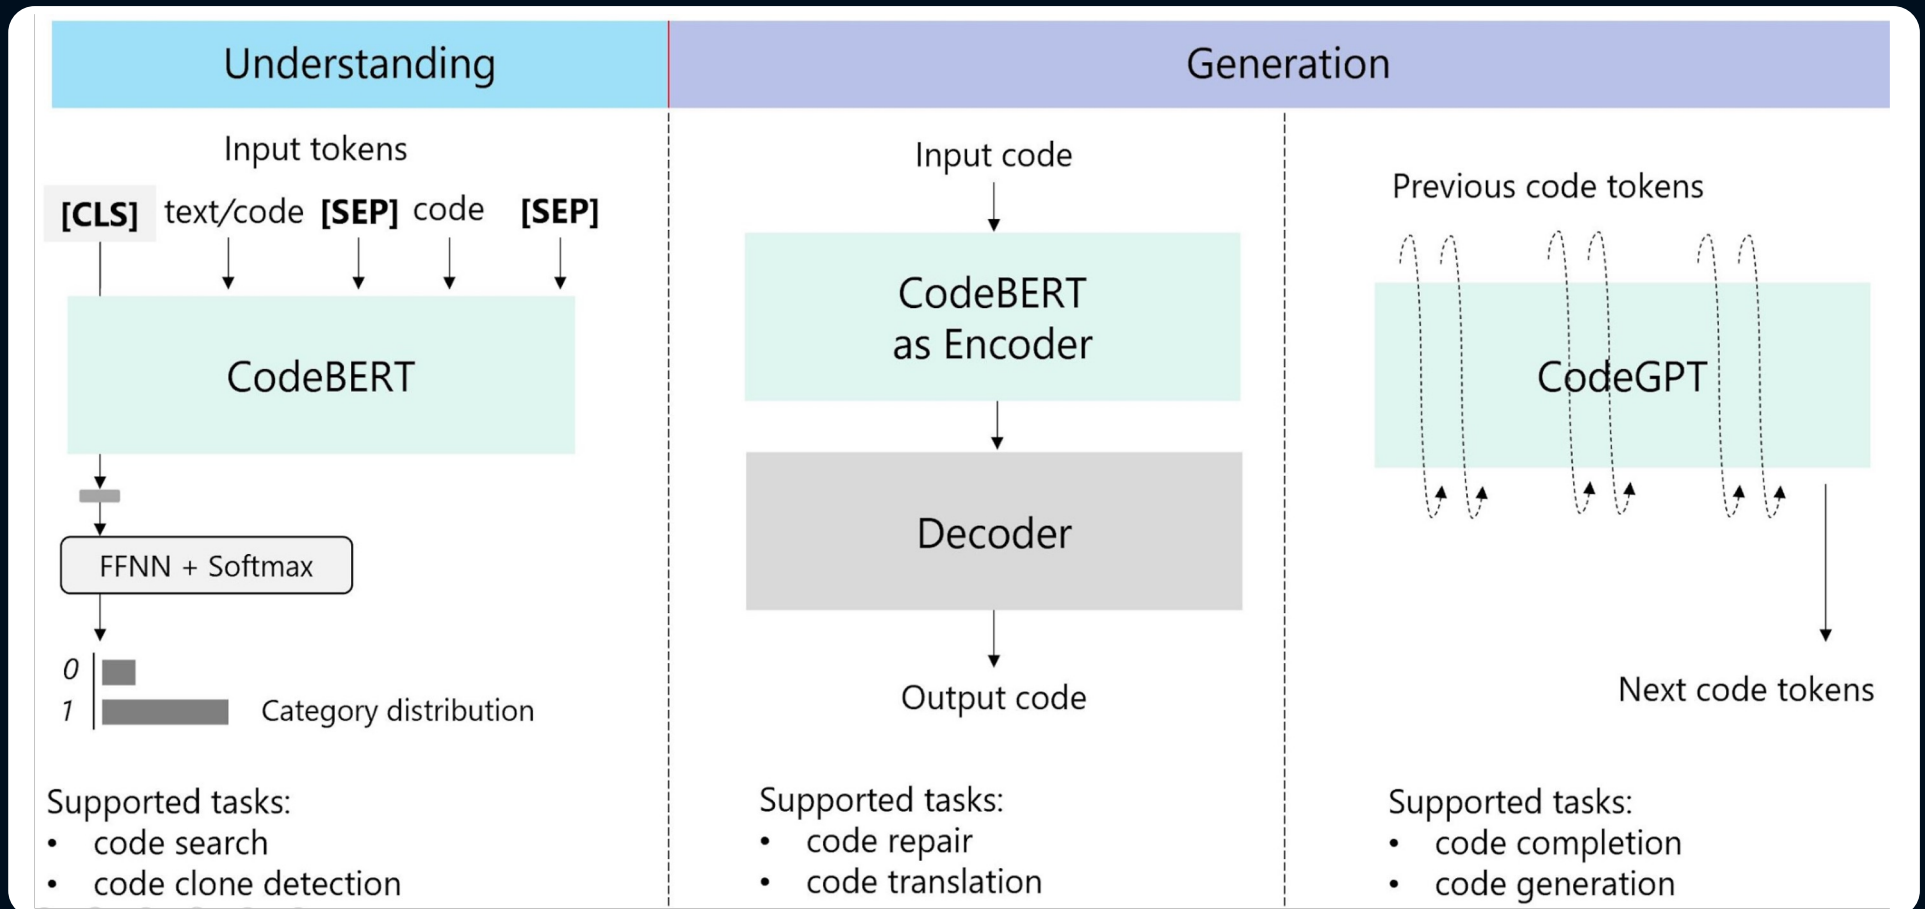 Understanding
Generation
Input tokens
[CLS] text/code [SEP] code [SEP]
CodeBERT
FFNN + Softmax
0
1
Category distribution
Supported tasks:
• code search
• code clone detection
Input code
CodeBERT
as Encoder
Decoder
Output code
Supported tasks:
• code repair
• code translation
Previous code tokens
CodeGPT
Next code tokens
Supported tasks:
• code completion
• code generation